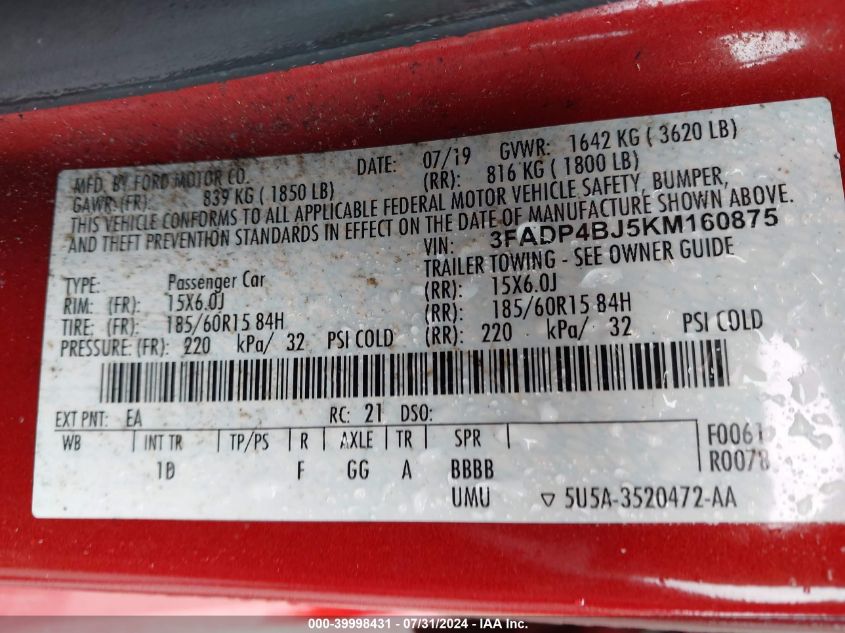 MFD. BY FORD MOTOR CO. DATE: 07/19 GVWR: 1642 KG ( 3620 LB)
GAWR:(FR): 839 KG ( 1850 LB) (RR): 816 KG ( 1800 LB)
THIS VEHICLE CONFORMS TO ALL APPLICABLE FEDERAL MOTOR VEHICLE SAFETY, BUMPER,
AND THEFT PREVENTION STANDARDS IN EFFECT ON THE DATE OF MANUFACTURE SHOWN ABOVE.
VIN: 3FADP4BJ5KM160875
TRAILER TOWING - SEE OWNER GUIDE
TYPE: Passenger Car
RIM: (FR): 15X6.0J (RR): 15X6.0J
TIRE: (FR): 185/60R15 84H (RR): 185/60R15 84H
PRESSURE: (FR): 220 kPa/ 32 PSI COLD (RR): 220 kPa/ 32 PSI COLD
EXT PNT: EA RC: 21 DSO:
WB INT TR TP/PS R AXLE TR SPR F0061
1B F GG A BBBB R0078
UMU ▽ 5U5A-3520472-AA
000-39998431 - 07/31/2024 - IAA Inc.